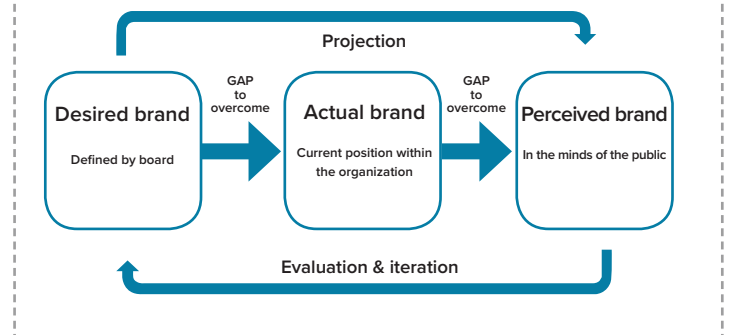 Projection
Desired brand
Defined by board
GAP
to
overcome
Actual brand
Current position within
the organization
GAP
to
overcome
Perceived brand
In the minds of the public
Evaluation & iteration